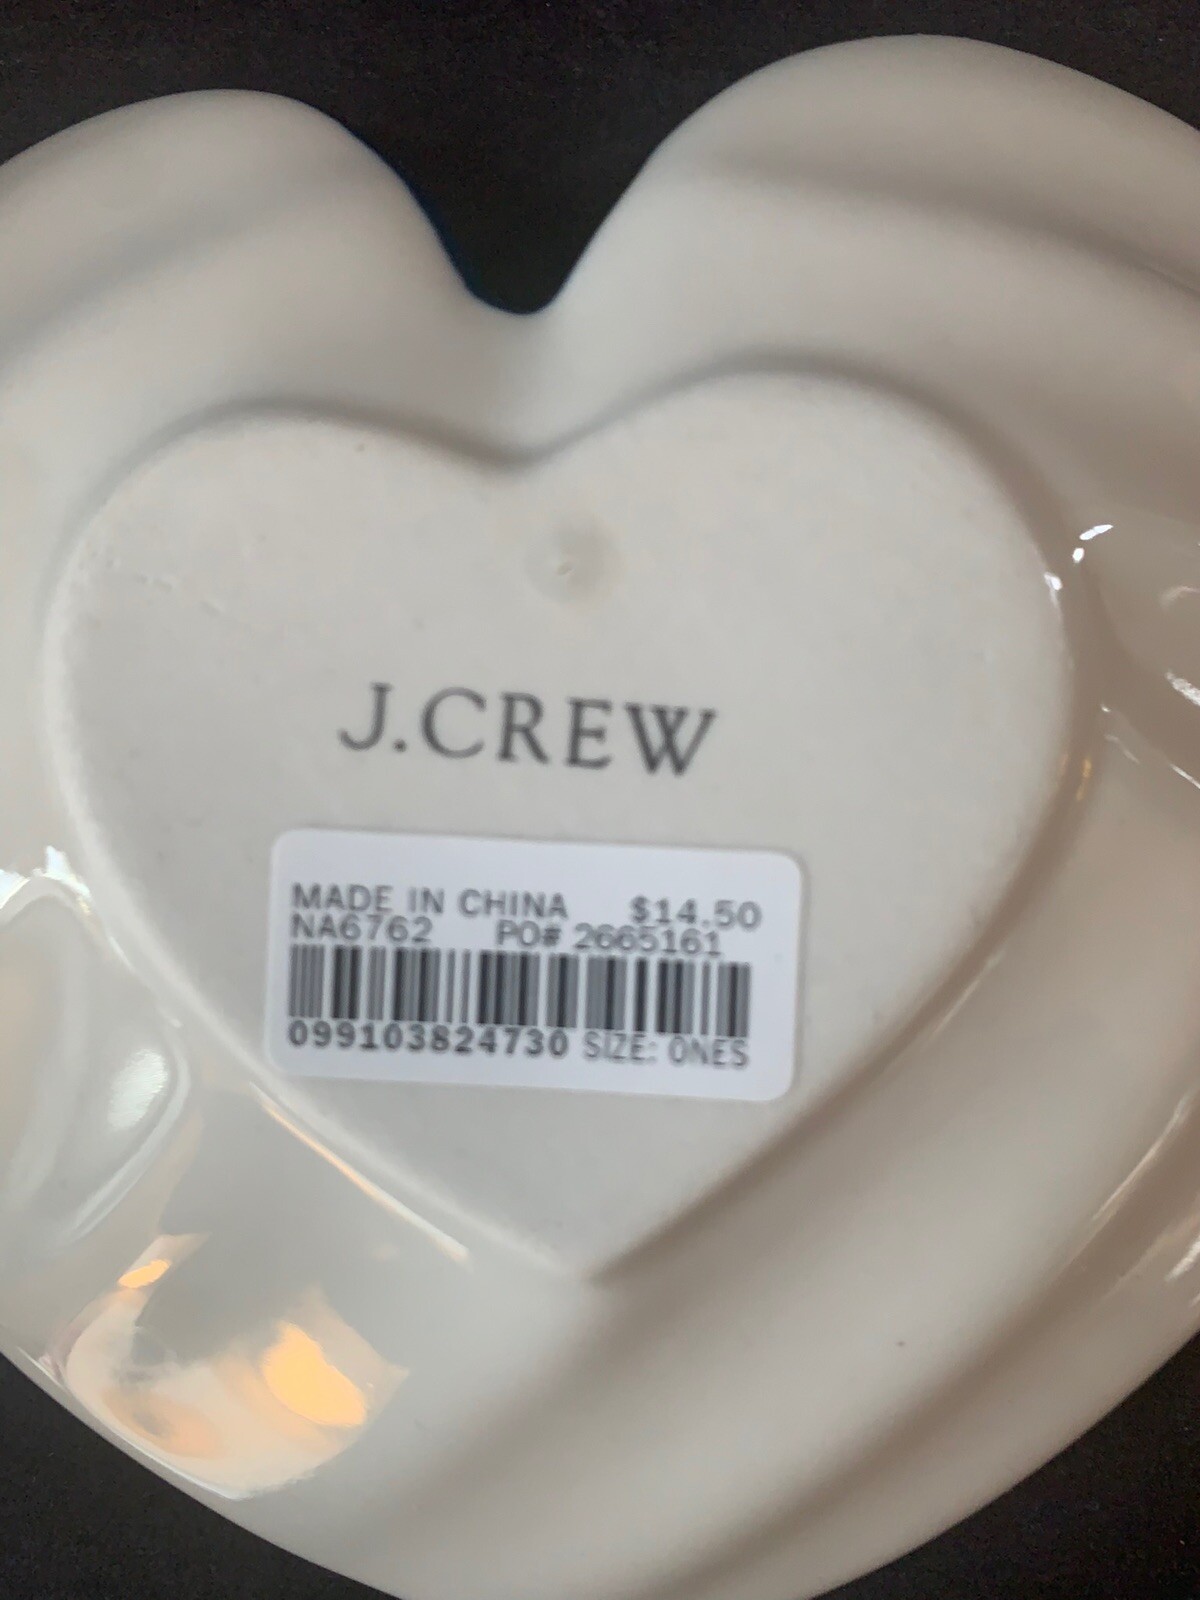 J.CREW
MADE IN CHINA $14.50
NA6762 PO# 2665161
099103824730 SIZE: ONES